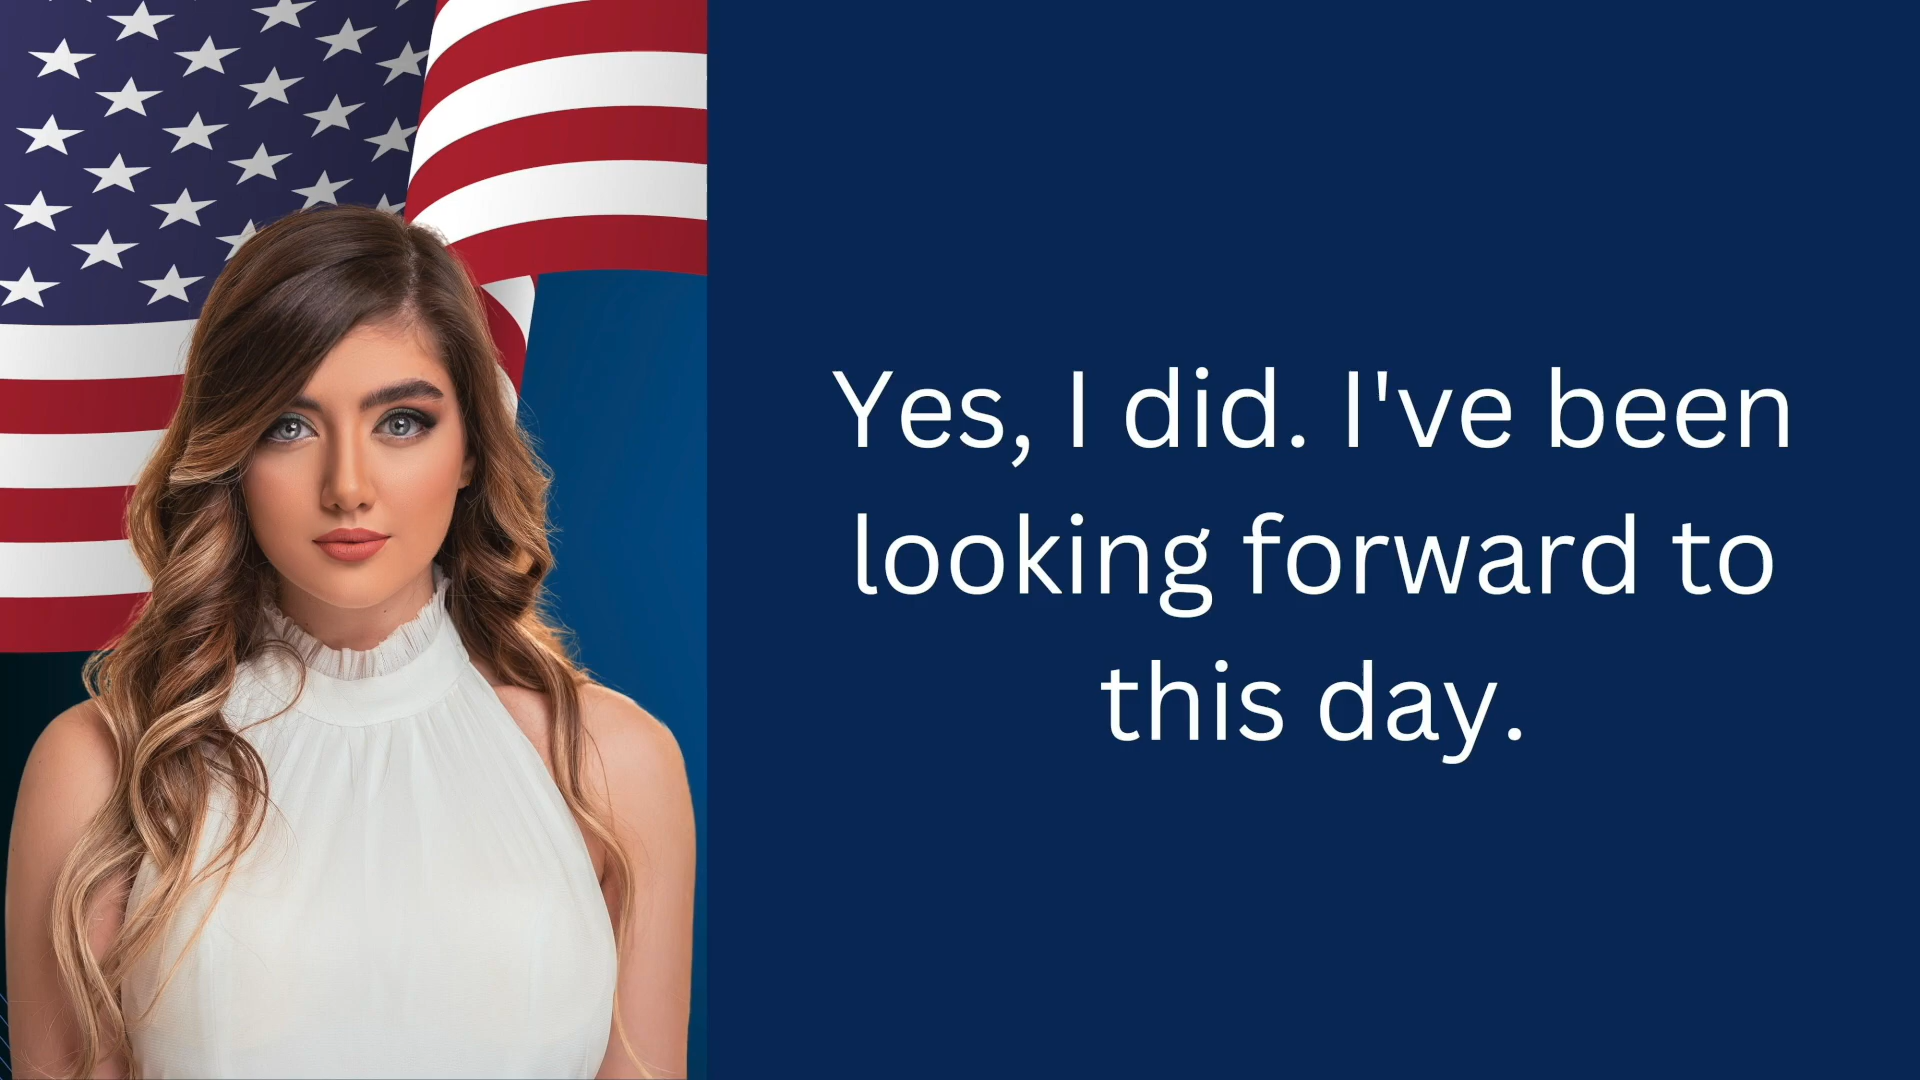 Yes, I did. I've been
looking forward to
this day.